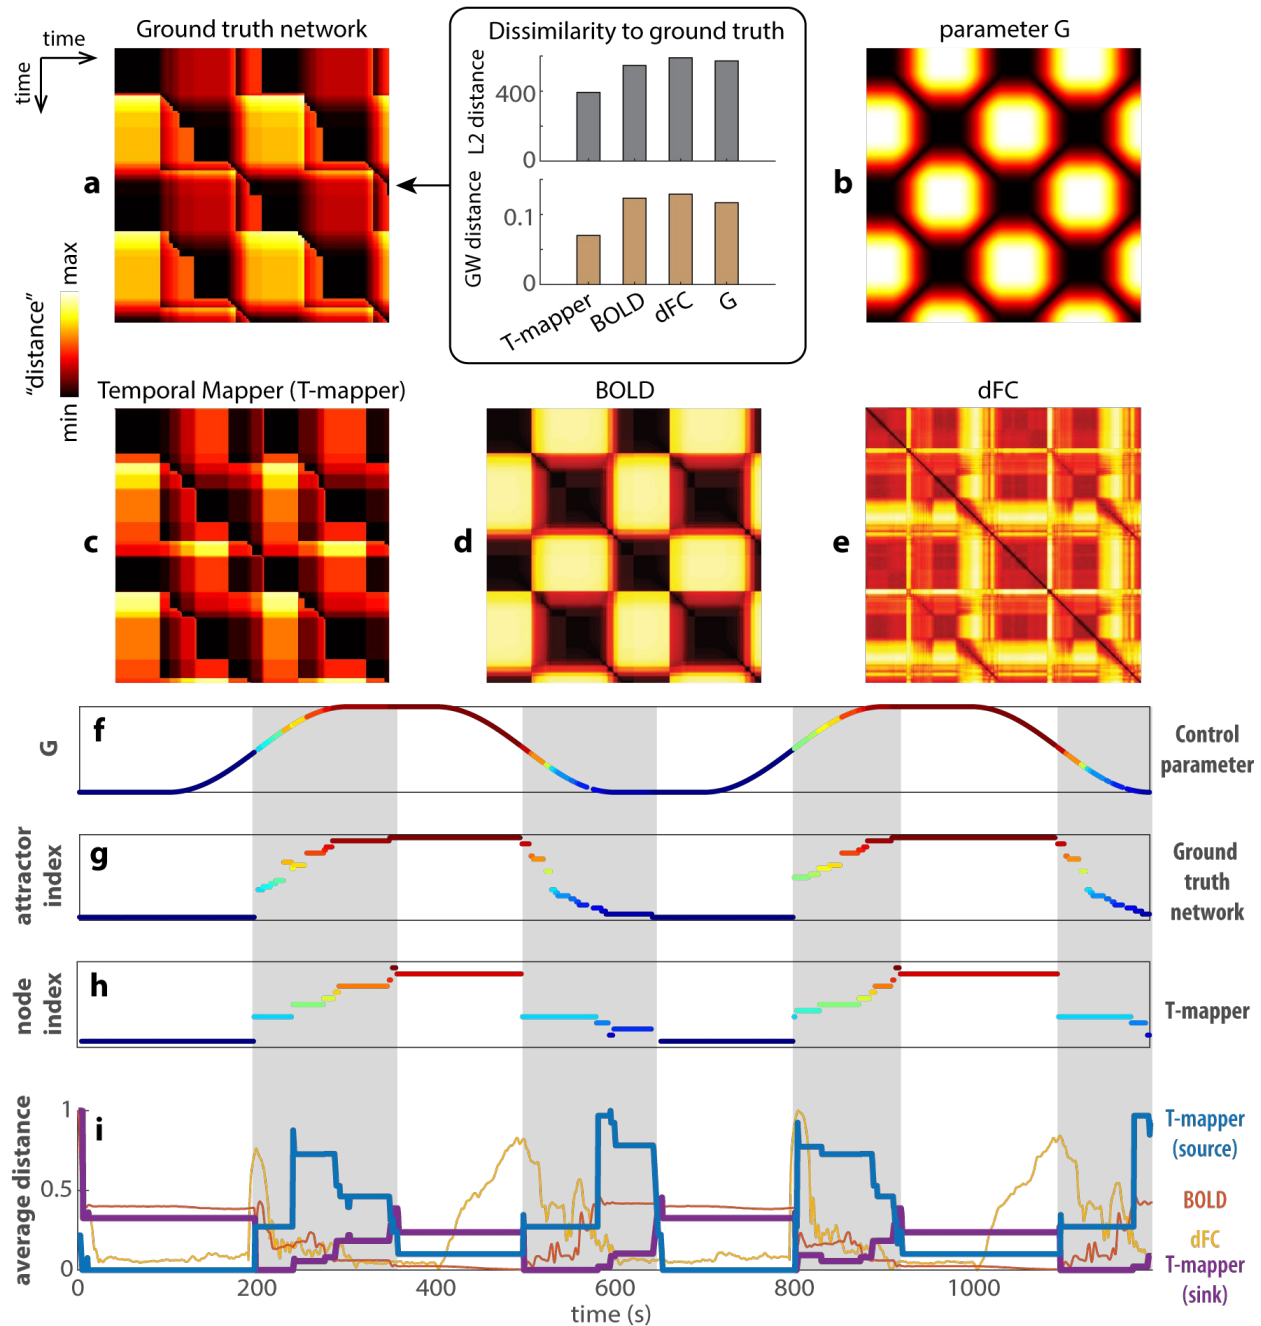 Ground truth network
time
time
a
Dissimilarity to ground truth
L2 distance
400
0
GW distance
0.1
0
T-mapper
BOLD
dFC
G
parameter G
b
"distance"
max
min
Temporal Mapper (T-mapper)
c
BOLD
d
dFC
e
f
G
Control
parameter
g
attractor
index
Ground
truth
network
h
node
index
T-mapper
i
average distance
1
0.5
0
0
200
400
600
800
1000
time (s)
T-mapper
(source)
BOLD
dFC
T-mapper
(sink)